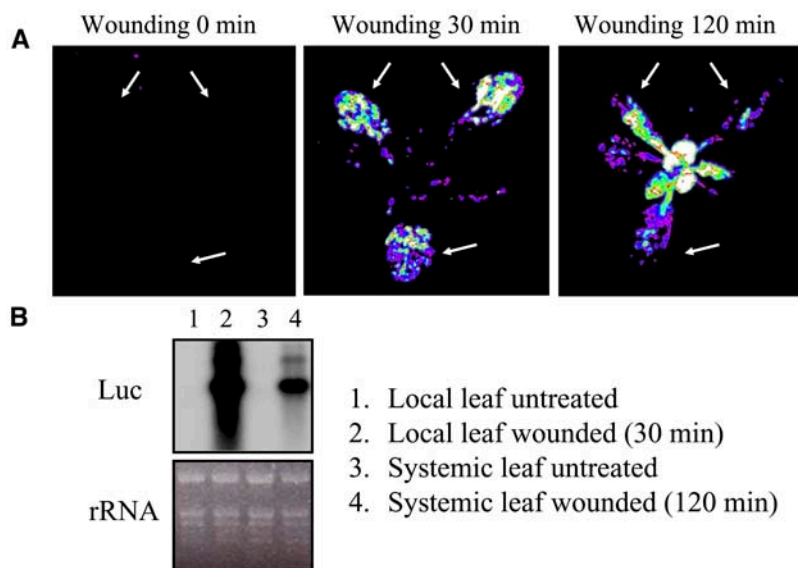 A
Wounding 0 min Wounding 30 min Wounding 120 min
B
1 2 3 4
Luc
rRNA
1. Local leaf untreated
2. Local leaf wounded (30 min)
3. Systemic leaf untreated
4. Systemic leaf wounded (120 min)